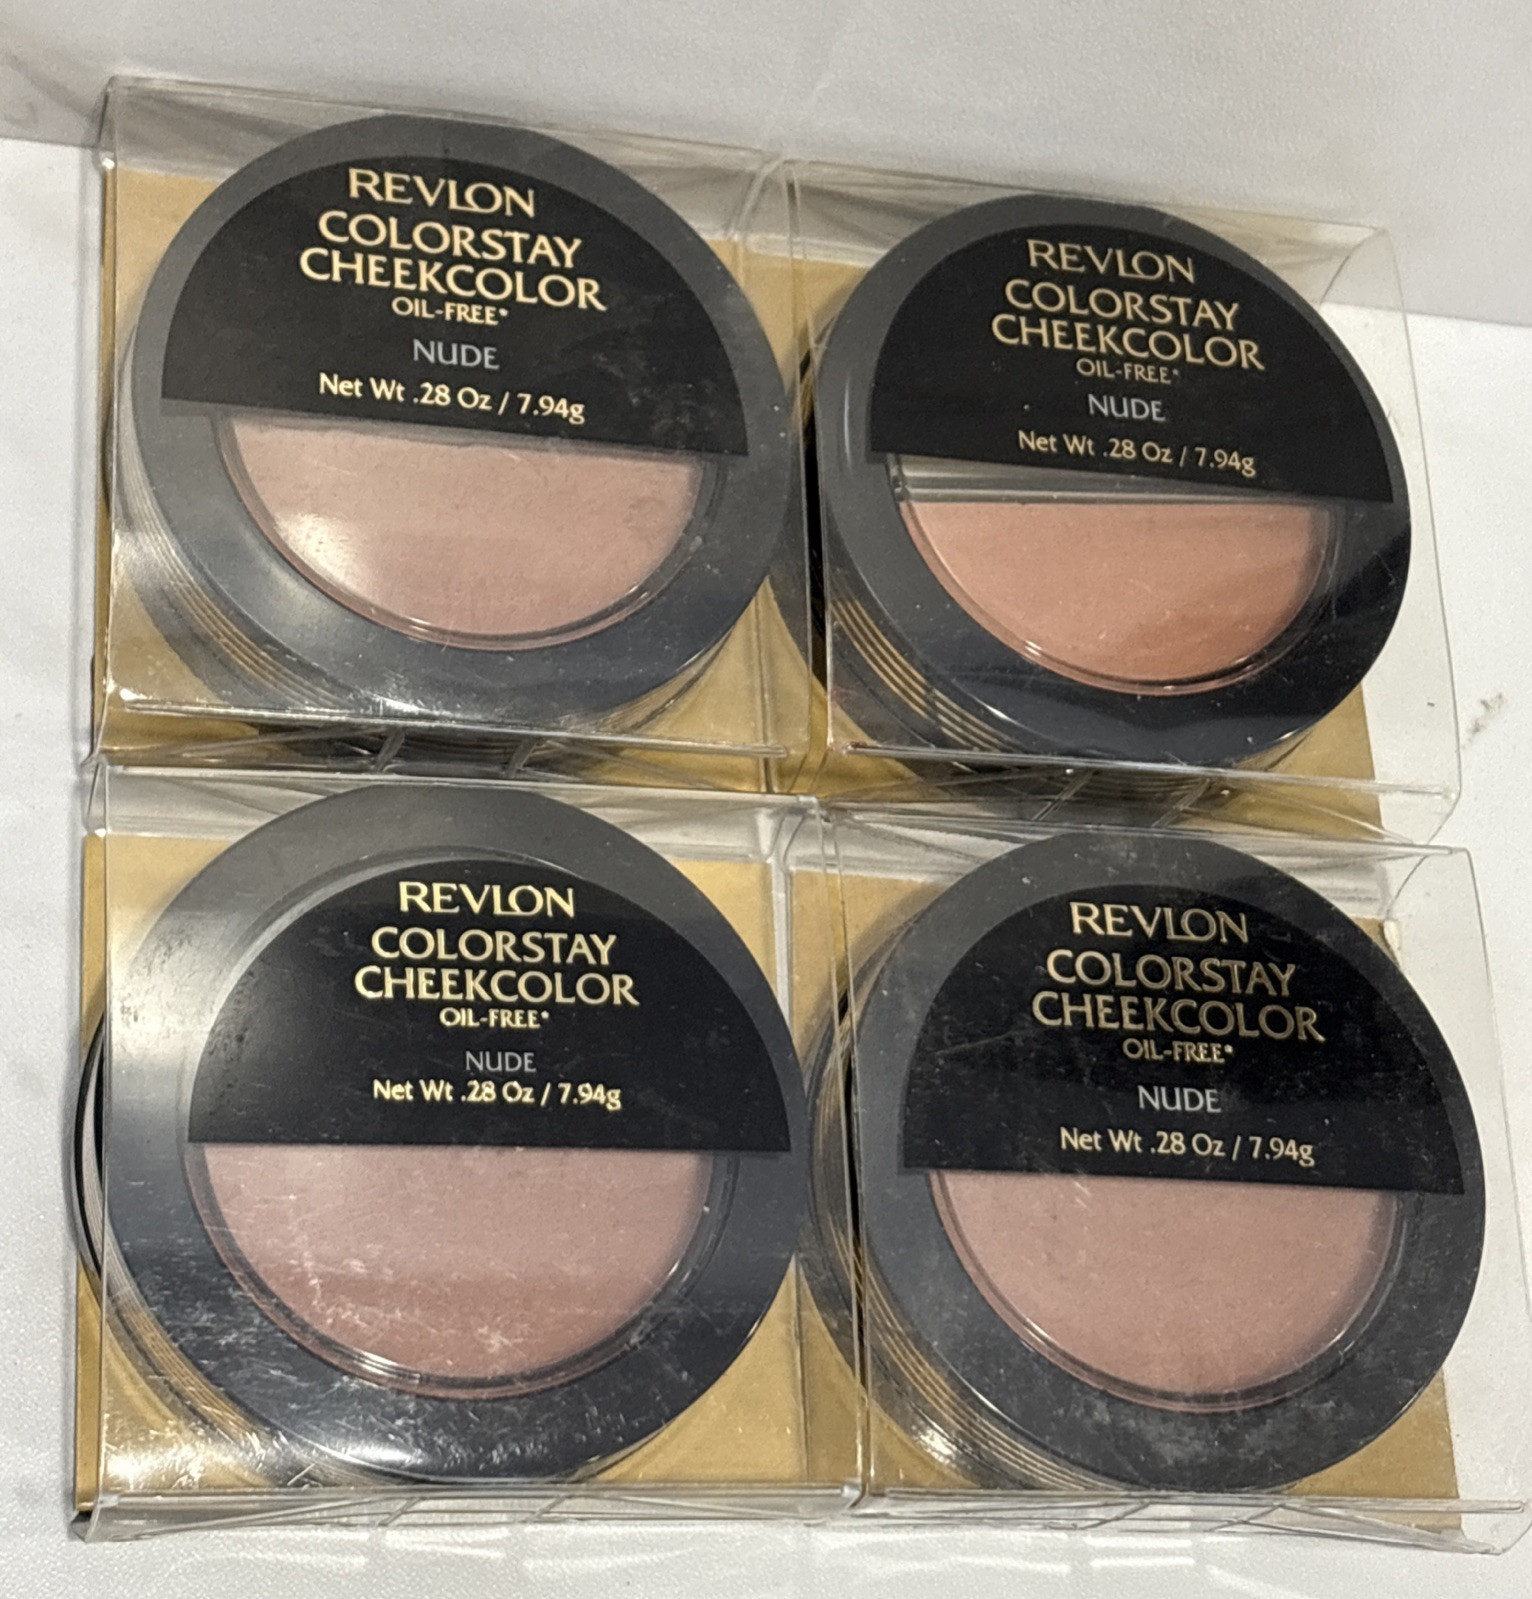 REVLON
COLORSTAY
CHEEKCOLOR
OIL-FREE*
NUDE
Net Wt .28 Oz / 7.94g
REVLON
COLORSTAY
CHEEKCOLOR
OIL-FREE*
NUDE
Net Wt .28 Oz / 7.94g
REVLON
COLORSTAY
CHEEKCOLOR
OIL-FREE*
NUDE
Net Wt .28 Oz / 7.94g
REVLON
COLORSTAY
CHEEKCOLOR
OIL-FREE*
NUDE
Net Wt .28 Oz / 7.94g